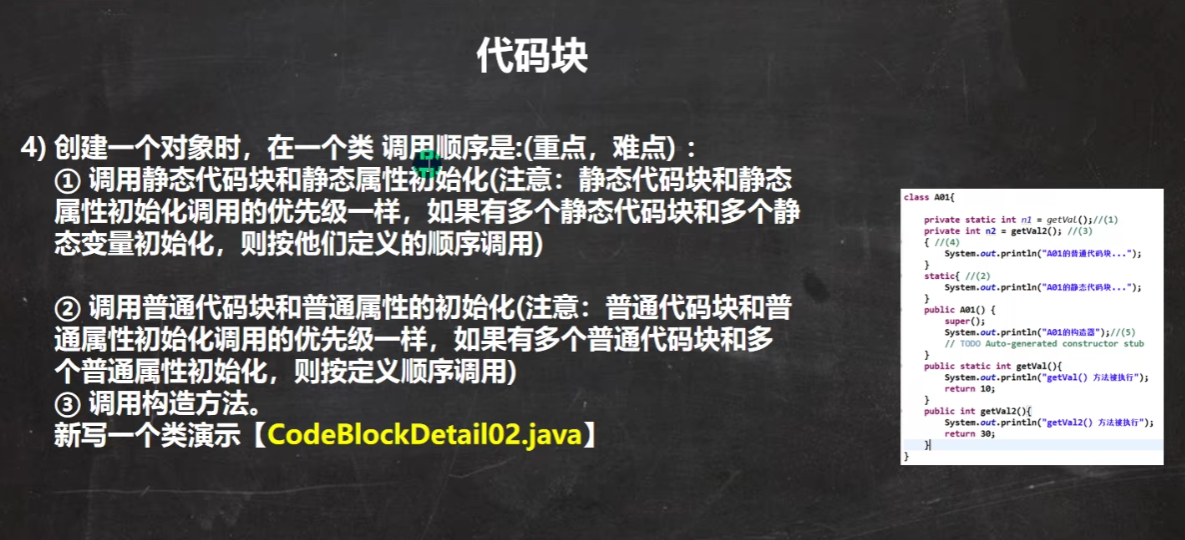 代码块
4) 创建一个对象时，在一个类 调用顺序是:(重点，难点)：
① 调用静态代码块和静态属性初始化(注意：静态代码块和静态
属性初始化调用的优先级一样，如果有多个静态代码块和多个静
态变量初始化，则按他们定义的顺序调用)
② 调用普通代码块和普通属性的初始化(注意：普通代码块和普
通属性初始化调用的优先级一样，如果有多个普通代码块和多
个普通属性初始化，则按定义顺序调用)
③ 调用构造方法。
新写一个类演示【CodeBlockDetail02.java】
class A01{
private static int n1 = getVal();//(1)
private int n2 = getVal2(); //(3)
{ //(4)
System.out.println("A01的普通代码块...");
}
static{ //(2)
System.out.println("A01的静态代码块...");
}
public A01() {
super();
System.out.println("A01的构造器");//(5)
// TODO Auto-generated constructor stub
}
public static int getVal(){
System.out.println("getVal() 方法被执行");
return 10;
}
public int getVal2(){
System.out.println("getVal2() 方法被执行");
return 30;
}
}